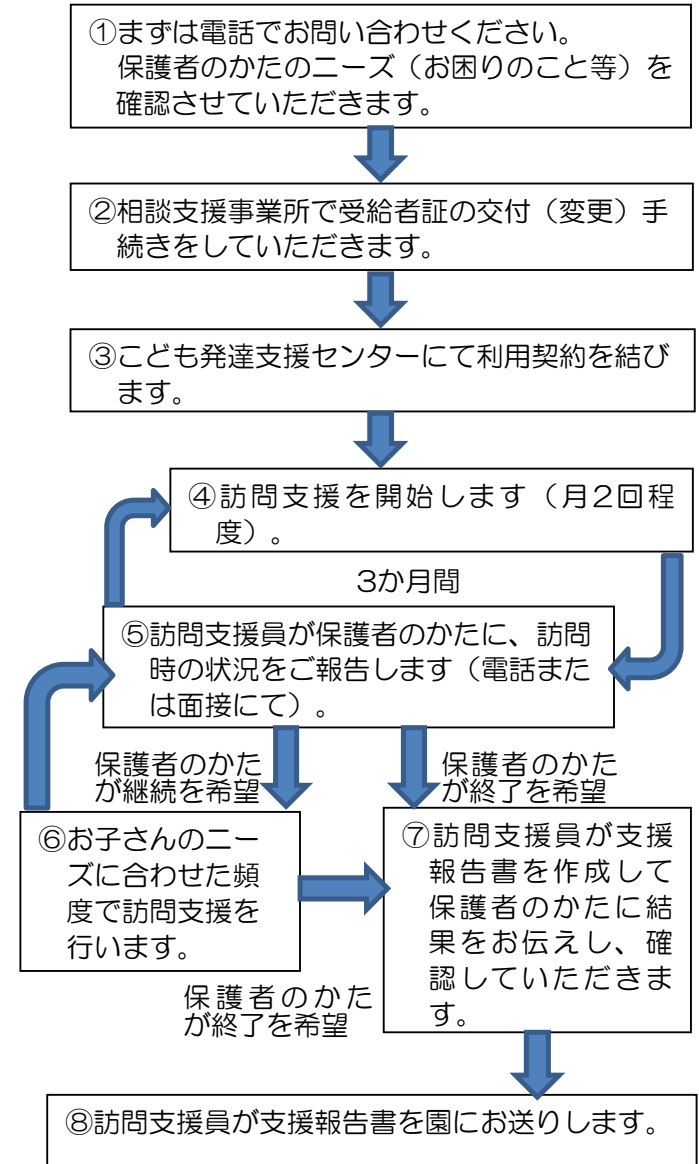 ①まずは電話でお問い合わせください。
保護者のかたのニーズ（お困りのこと等）を
確認させていただきます。
②相談支援事業所で受給者証の交付（変更）手
続きをしていただきます。
③こども発達支援センターにて利用契約を結び
ます。
④訪問支援を開始します（月2回程
度）。
3か月間
⑤訪問支援員が保護者のかたに、訪問
時の状況をご報告します（電話また
は面接にて）。
保護者のかた
が継続を希望
保護者のかた
が終了を希望
⑥お子さんのニー
ズに合わせた頻
度で訪問支援を
行います。
⑦訪問支援員が支援
報告書を作成して
保護者のかたに結
果をお伝えし、確
認していただきま
す。
保護者のかた
が終了を希望
⑧訪問支援員が支援報告書を園にお送りします。